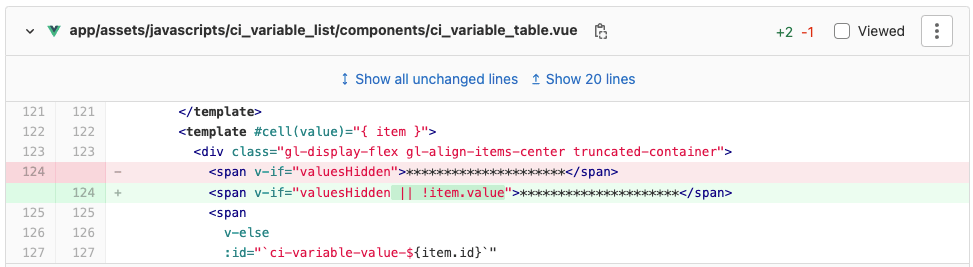 app/assets/javascripts/ci_variable_list/components/ci_variable_table.vue +2 -1 Viewed
Show all unchanged lines Show 20 lines
121 121 </template>
122 122 <template #cell(value)="{ item }">
123 123 <div class="gl-display-flex gl-align-items-center truncated-container">
124 - <span v-if="valuesHidden">*********************</span>
124 + <span v-if="valuesHidden || !item.value">*********************</span>
125 125 <span
126 126 v-else
127 127 :id="`ci-variable-value-${item.id}`"